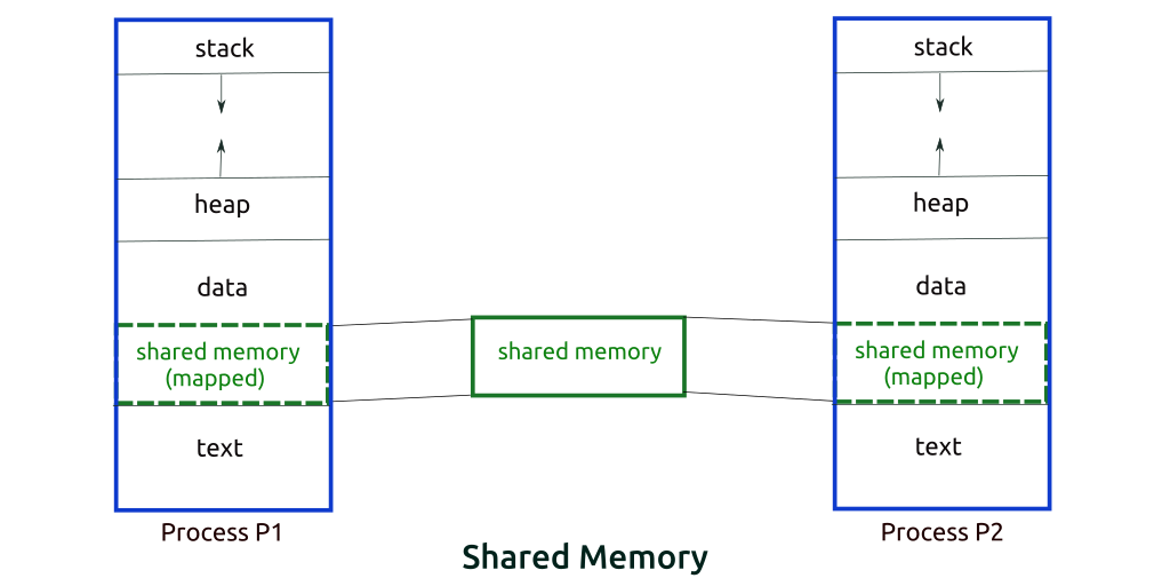 stack
heap
data
shared memory
(mapped)
text
Process P1
shared memory
stack
heap
data
shared memory
(mapped)
text
Process P2
Shared Memory